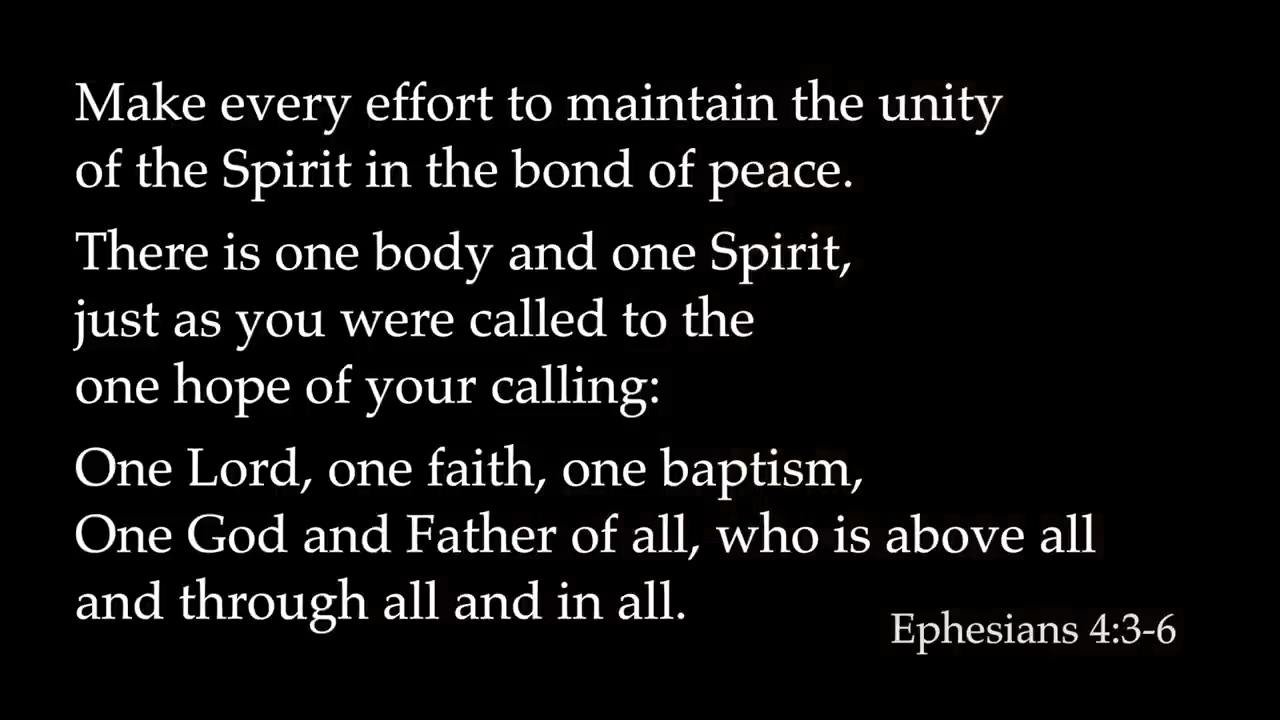 Make every effort to maintain the unity
of the Spirit in the bond of peace.
There is one body and one Spirit,
just as you were called to the
one hope of your calling:
One Lord, one faith, one baptism,
One God and Father of all, who is above all
and through all and in all.
Ephesians 4:3-6